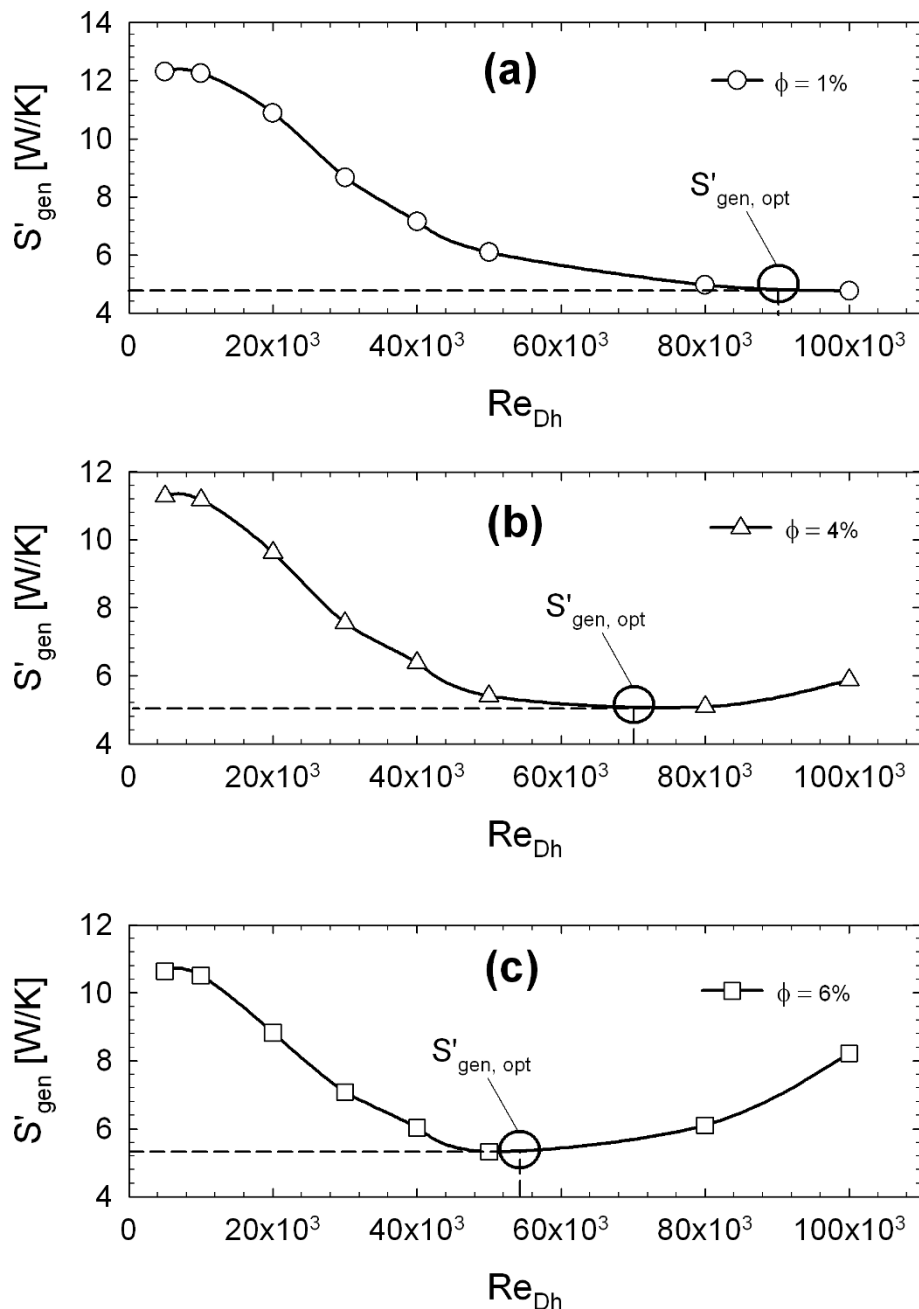 14
12
10
8
6
4
S'gen [W/K]
(a)
ϕ = 1%
S'gen, opt
0 20x10³ 40x10³ 60x10³ 80x10³ 100x10³
ReDh
12
10
8
6
4
S'gen [W/K]
(b)
ϕ = 4%
S'gen, opt
0 20x10³ 40x10³ 60x10³ 80x10³ 100x10³
ReDh
12
10
8
6
4
S'gen [W/K]
(c)
ϕ = 6%
S'gen, opt
0 20x10³ 40x10³ 60x10³ 80x10³ 100x10³
ReDh